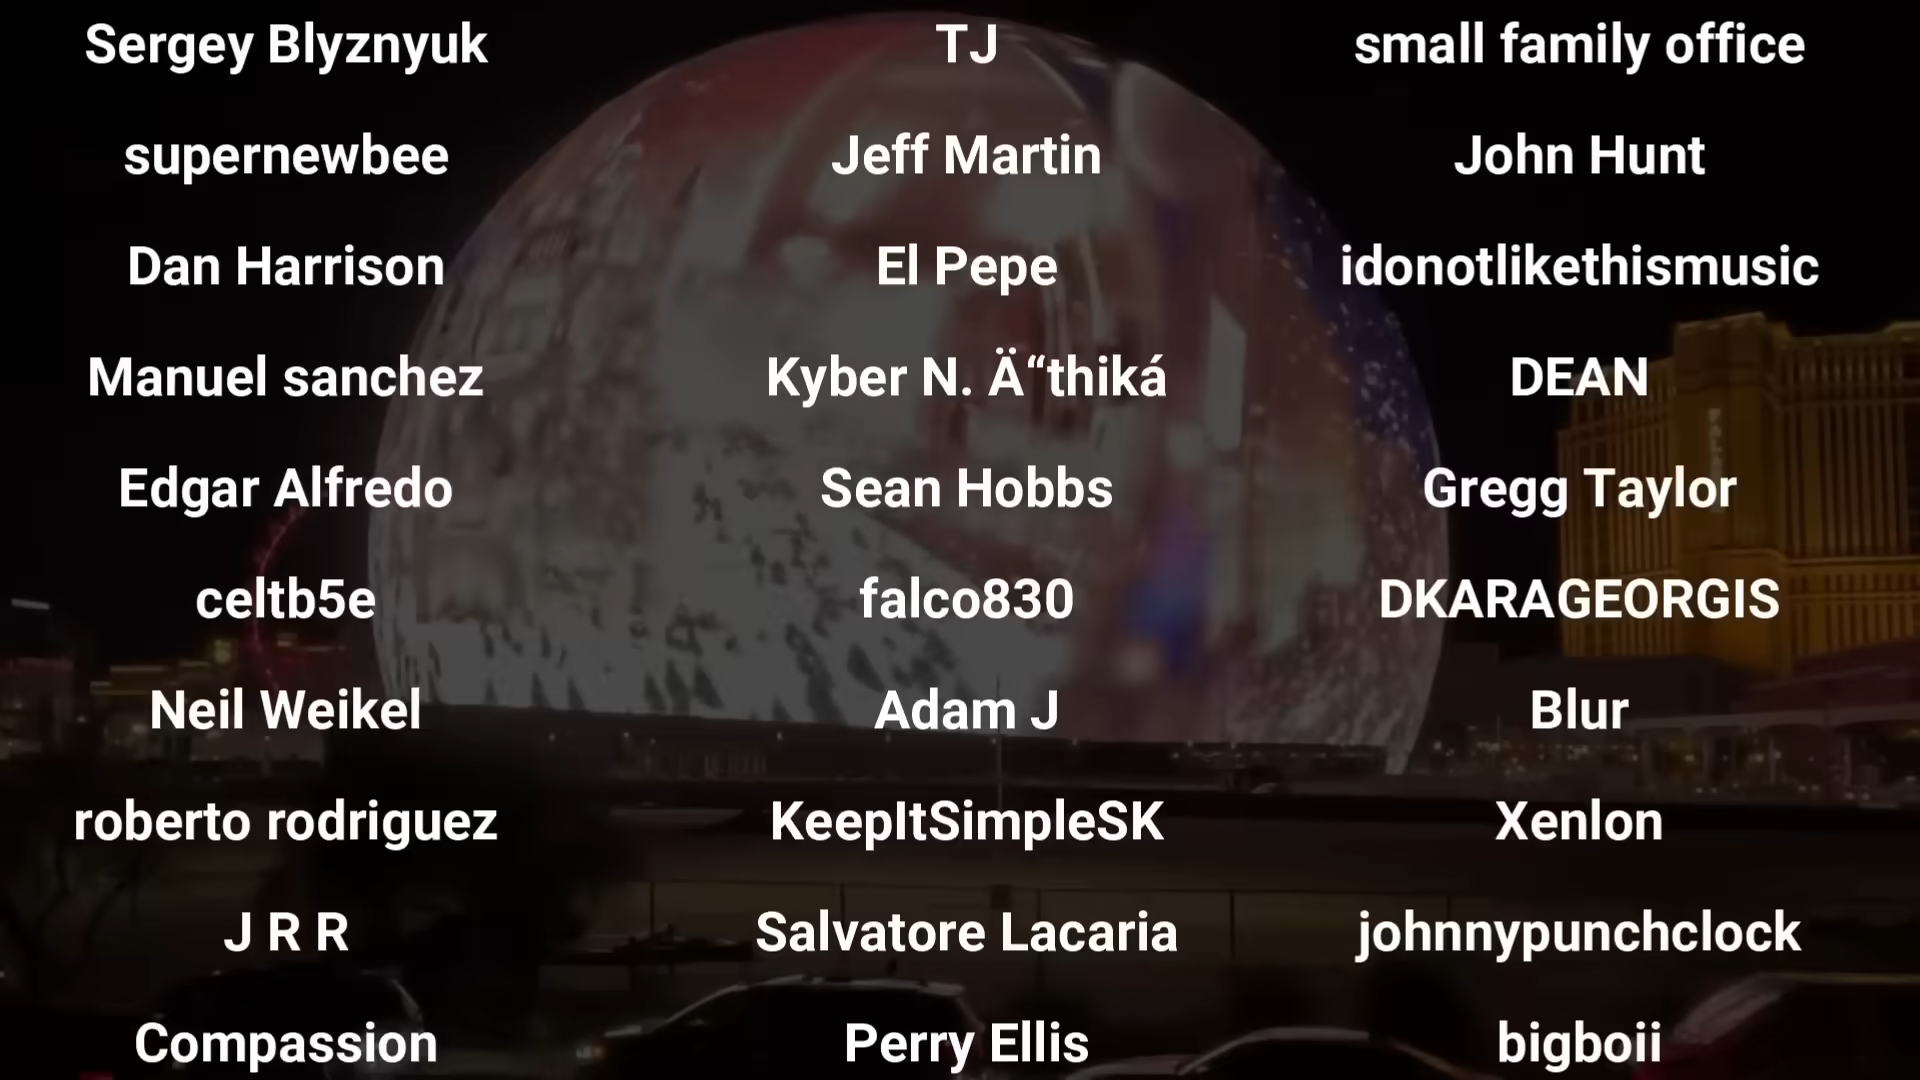 Sergey Blyznyuk TJ small family office
supernewbee Jeff Martin John Hunt
Dan Harrison El Pepe idonotlikethismusic
Manuel sanchez Kyber N. Ä“thiká DEAN
Edgar Alfredo Sean Hobbs Gregg Taylor
celtb5e falco830 DKARAGEORGIS
Neil Weikel Adam J Blur
roberto rodriguez KeepItSimpleSK Xenlon
J R R Salvatore Lacaria johnnypunchclock
Compassion Perry Ellis bigboii